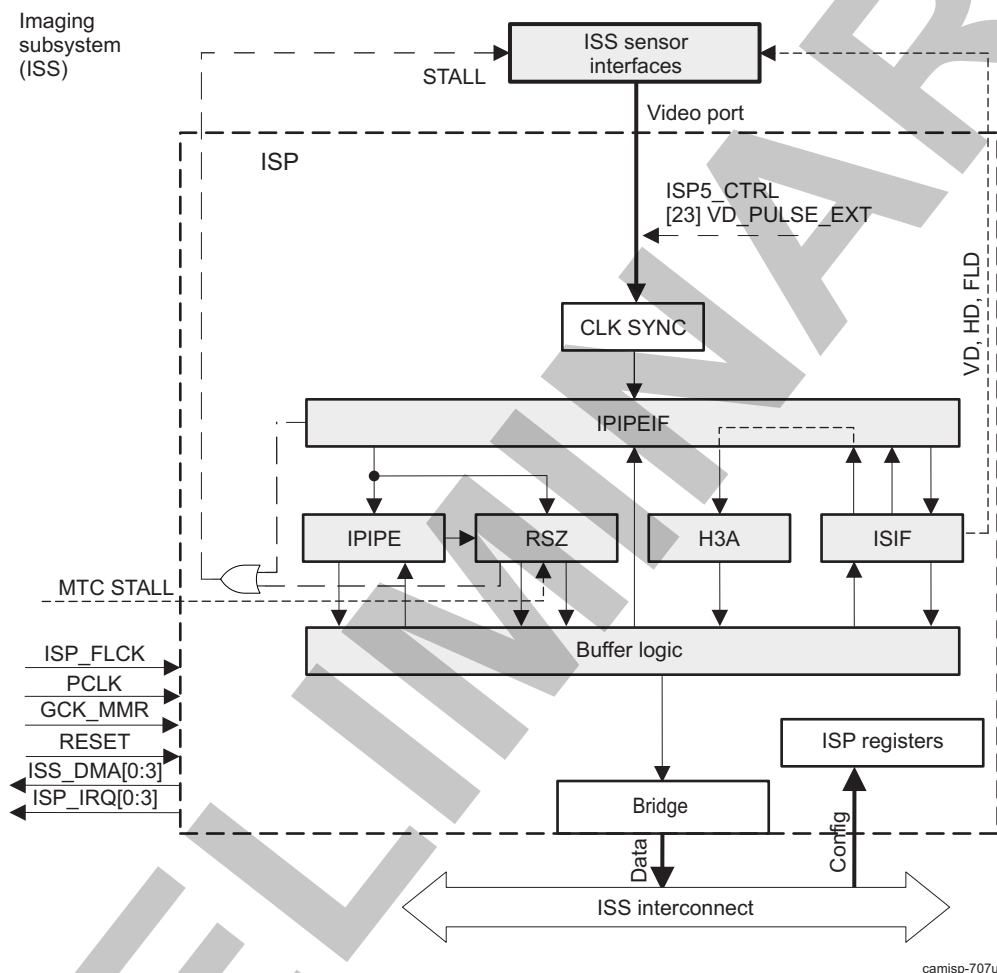 Imaging
subsystem
(ISS)
ISS sensor
interfaces
STALL
Video port
ISP
ISP5_CTRL
[23] VD_PULSE_EXT
VD, HD, FLD
CLK SYNC
IPIPEIF
IPIPE
RSZ
H3A
ISIF
MTC STALL
Buffer logic
ISP_FLCK
PCLK
GCK_MMR
RESET
ISS_DMA[0:3]
ISP_IRQ[0:3]
ISP registers
Bridge
Data
Config
ISS interconnect
camisp-707u